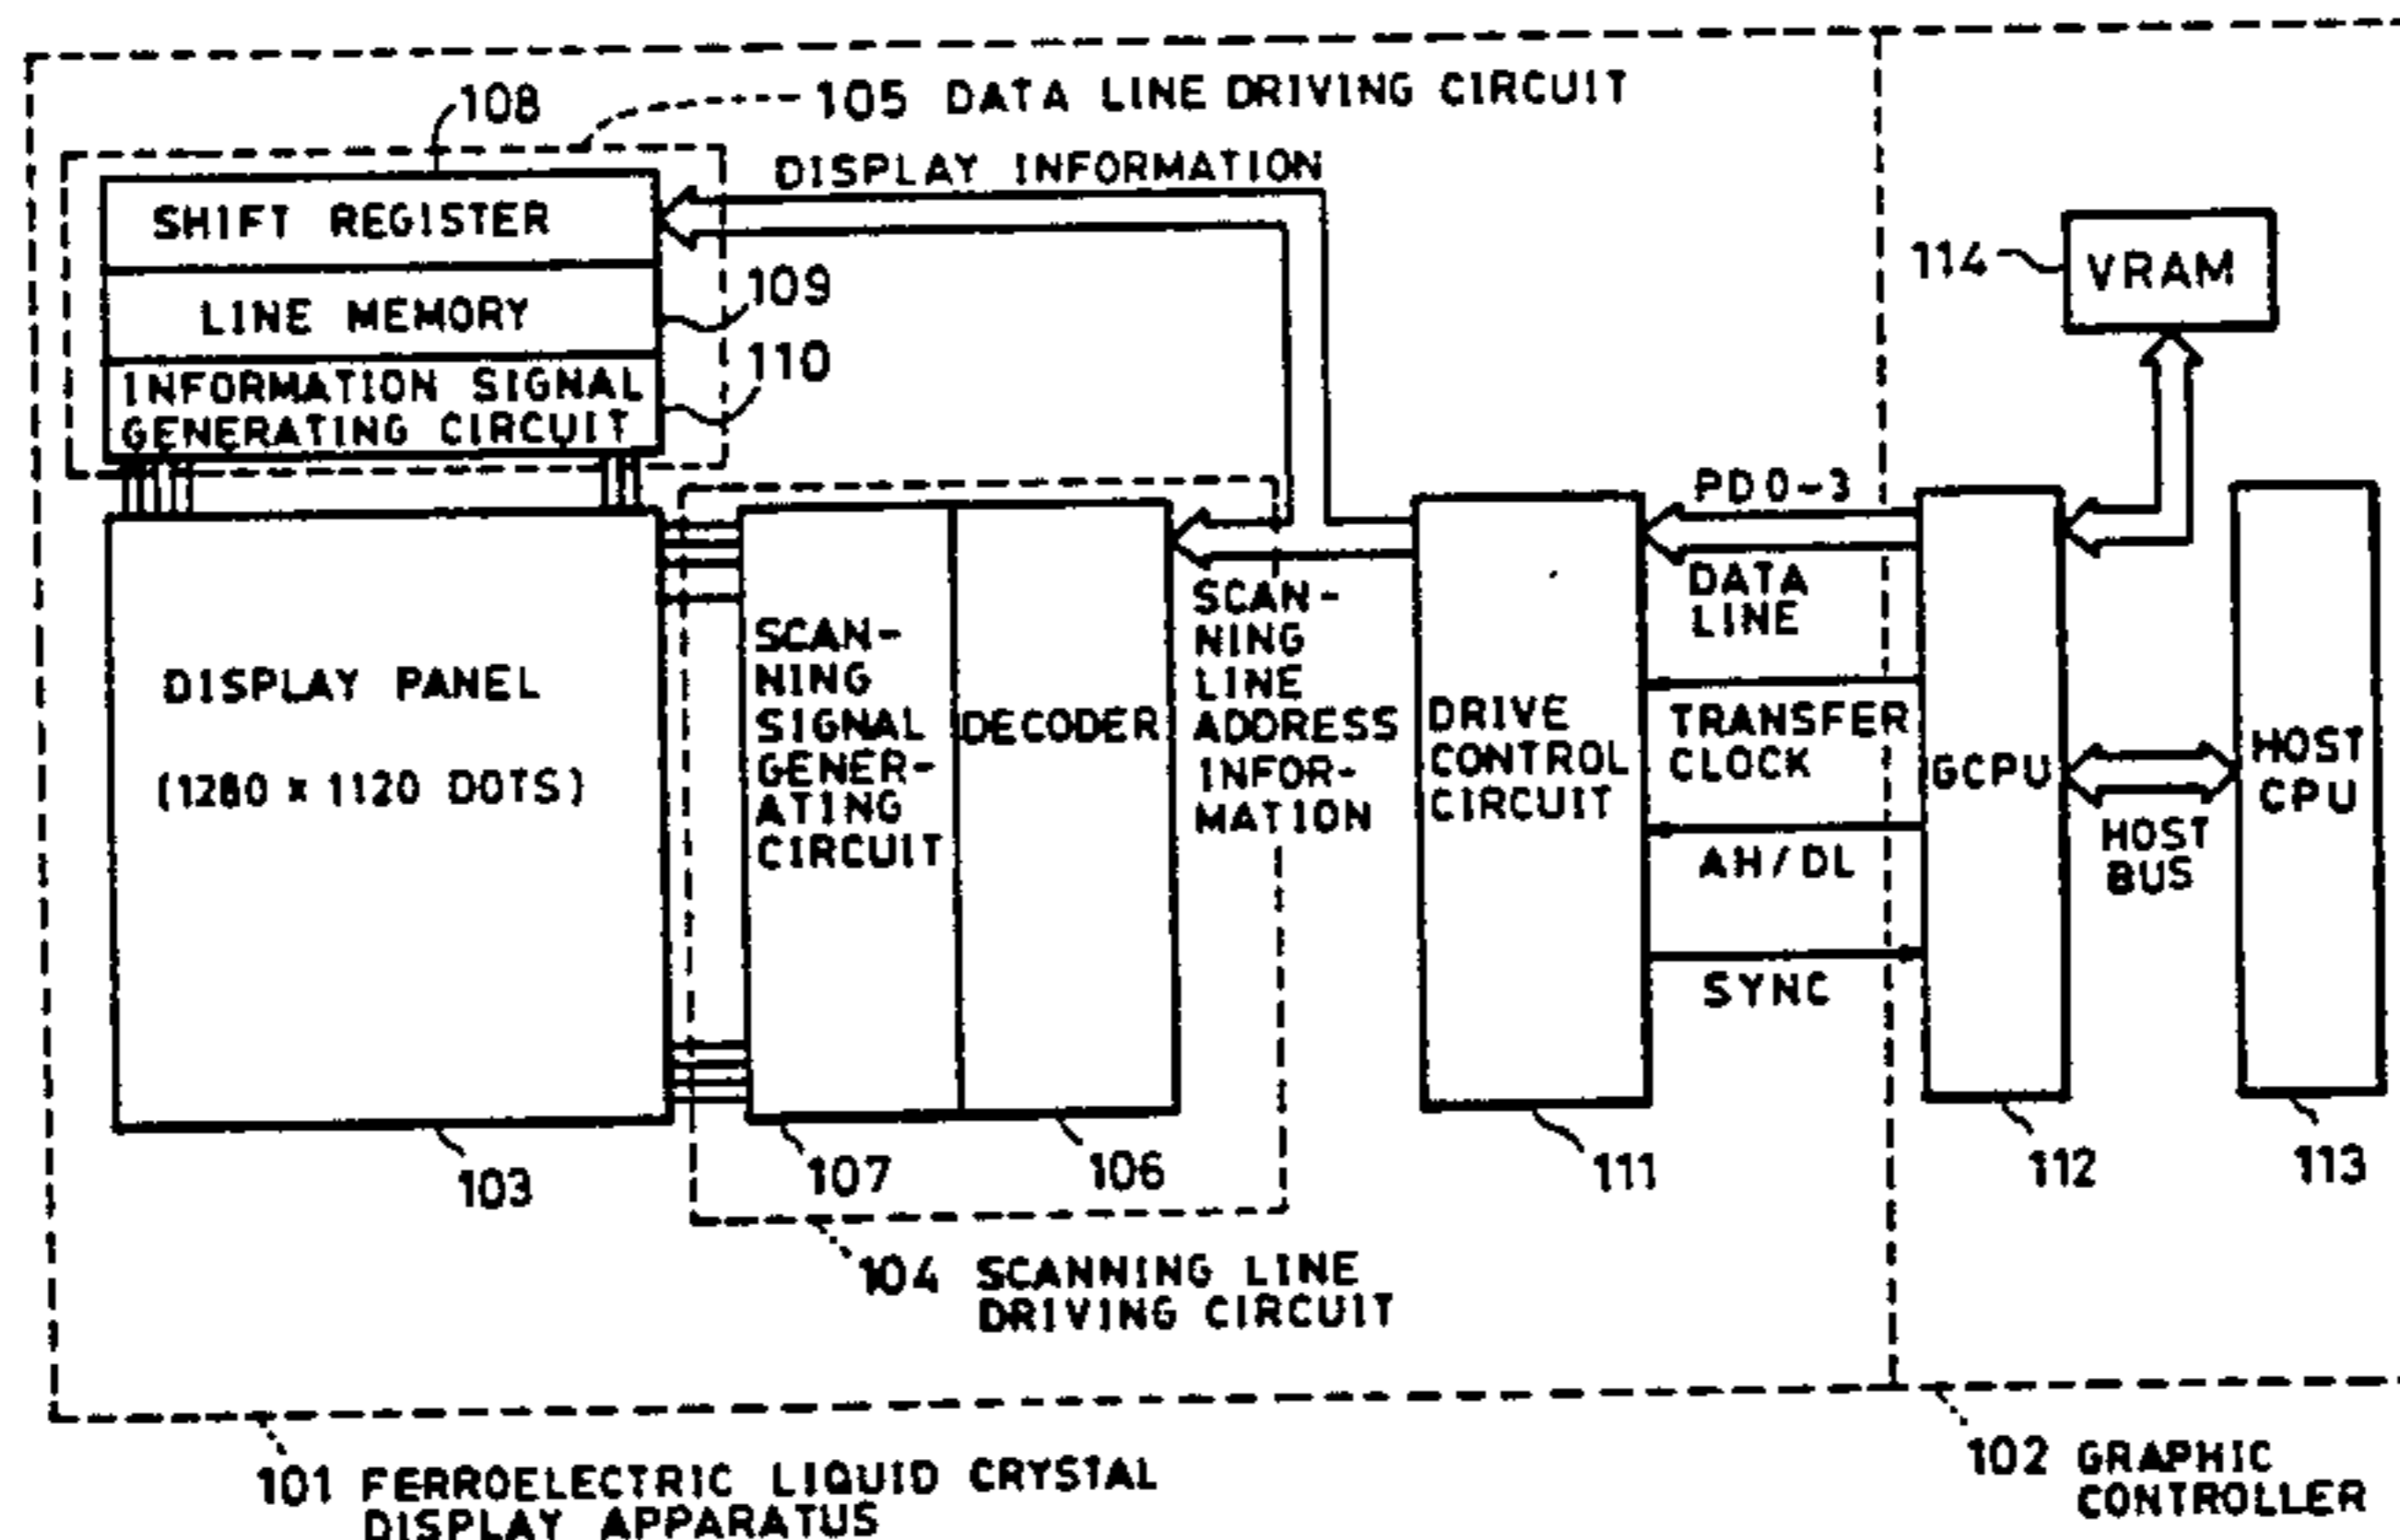 108
105 DATA LINE DRIVING CIRCUIT
DISPLAY INFORMATION
SHIFT REGISTER
LINE MEMORY
109
INFORMATION SIGNAL
GENERATING CIRCUIT
110
114
VRAM
DISPLAY PANEL
(1280 x 1120 DOTS)
SCAN-
NING
SIGNAL
GENER-
ATING
CIRCUIT
DECODER
SCAN-
NING
LINE
ADDRESS
INFOR-
MATION
DRIVE
CONTROL
CIRCUIT
PD0-3
DATA
LINE
TRANSFER
CLOCK
AH/DL
SYNC
GCPU
HOST
BUS
HOST
CPU
103
107
106
111
112
113
104 SCANNING LINE
DRIVING CIRCUIT
101 FERROELECTRIC LIQUID CRYSTAL
DISPLAY APPARATUS
102 GRAPHIC
CONTROLLER